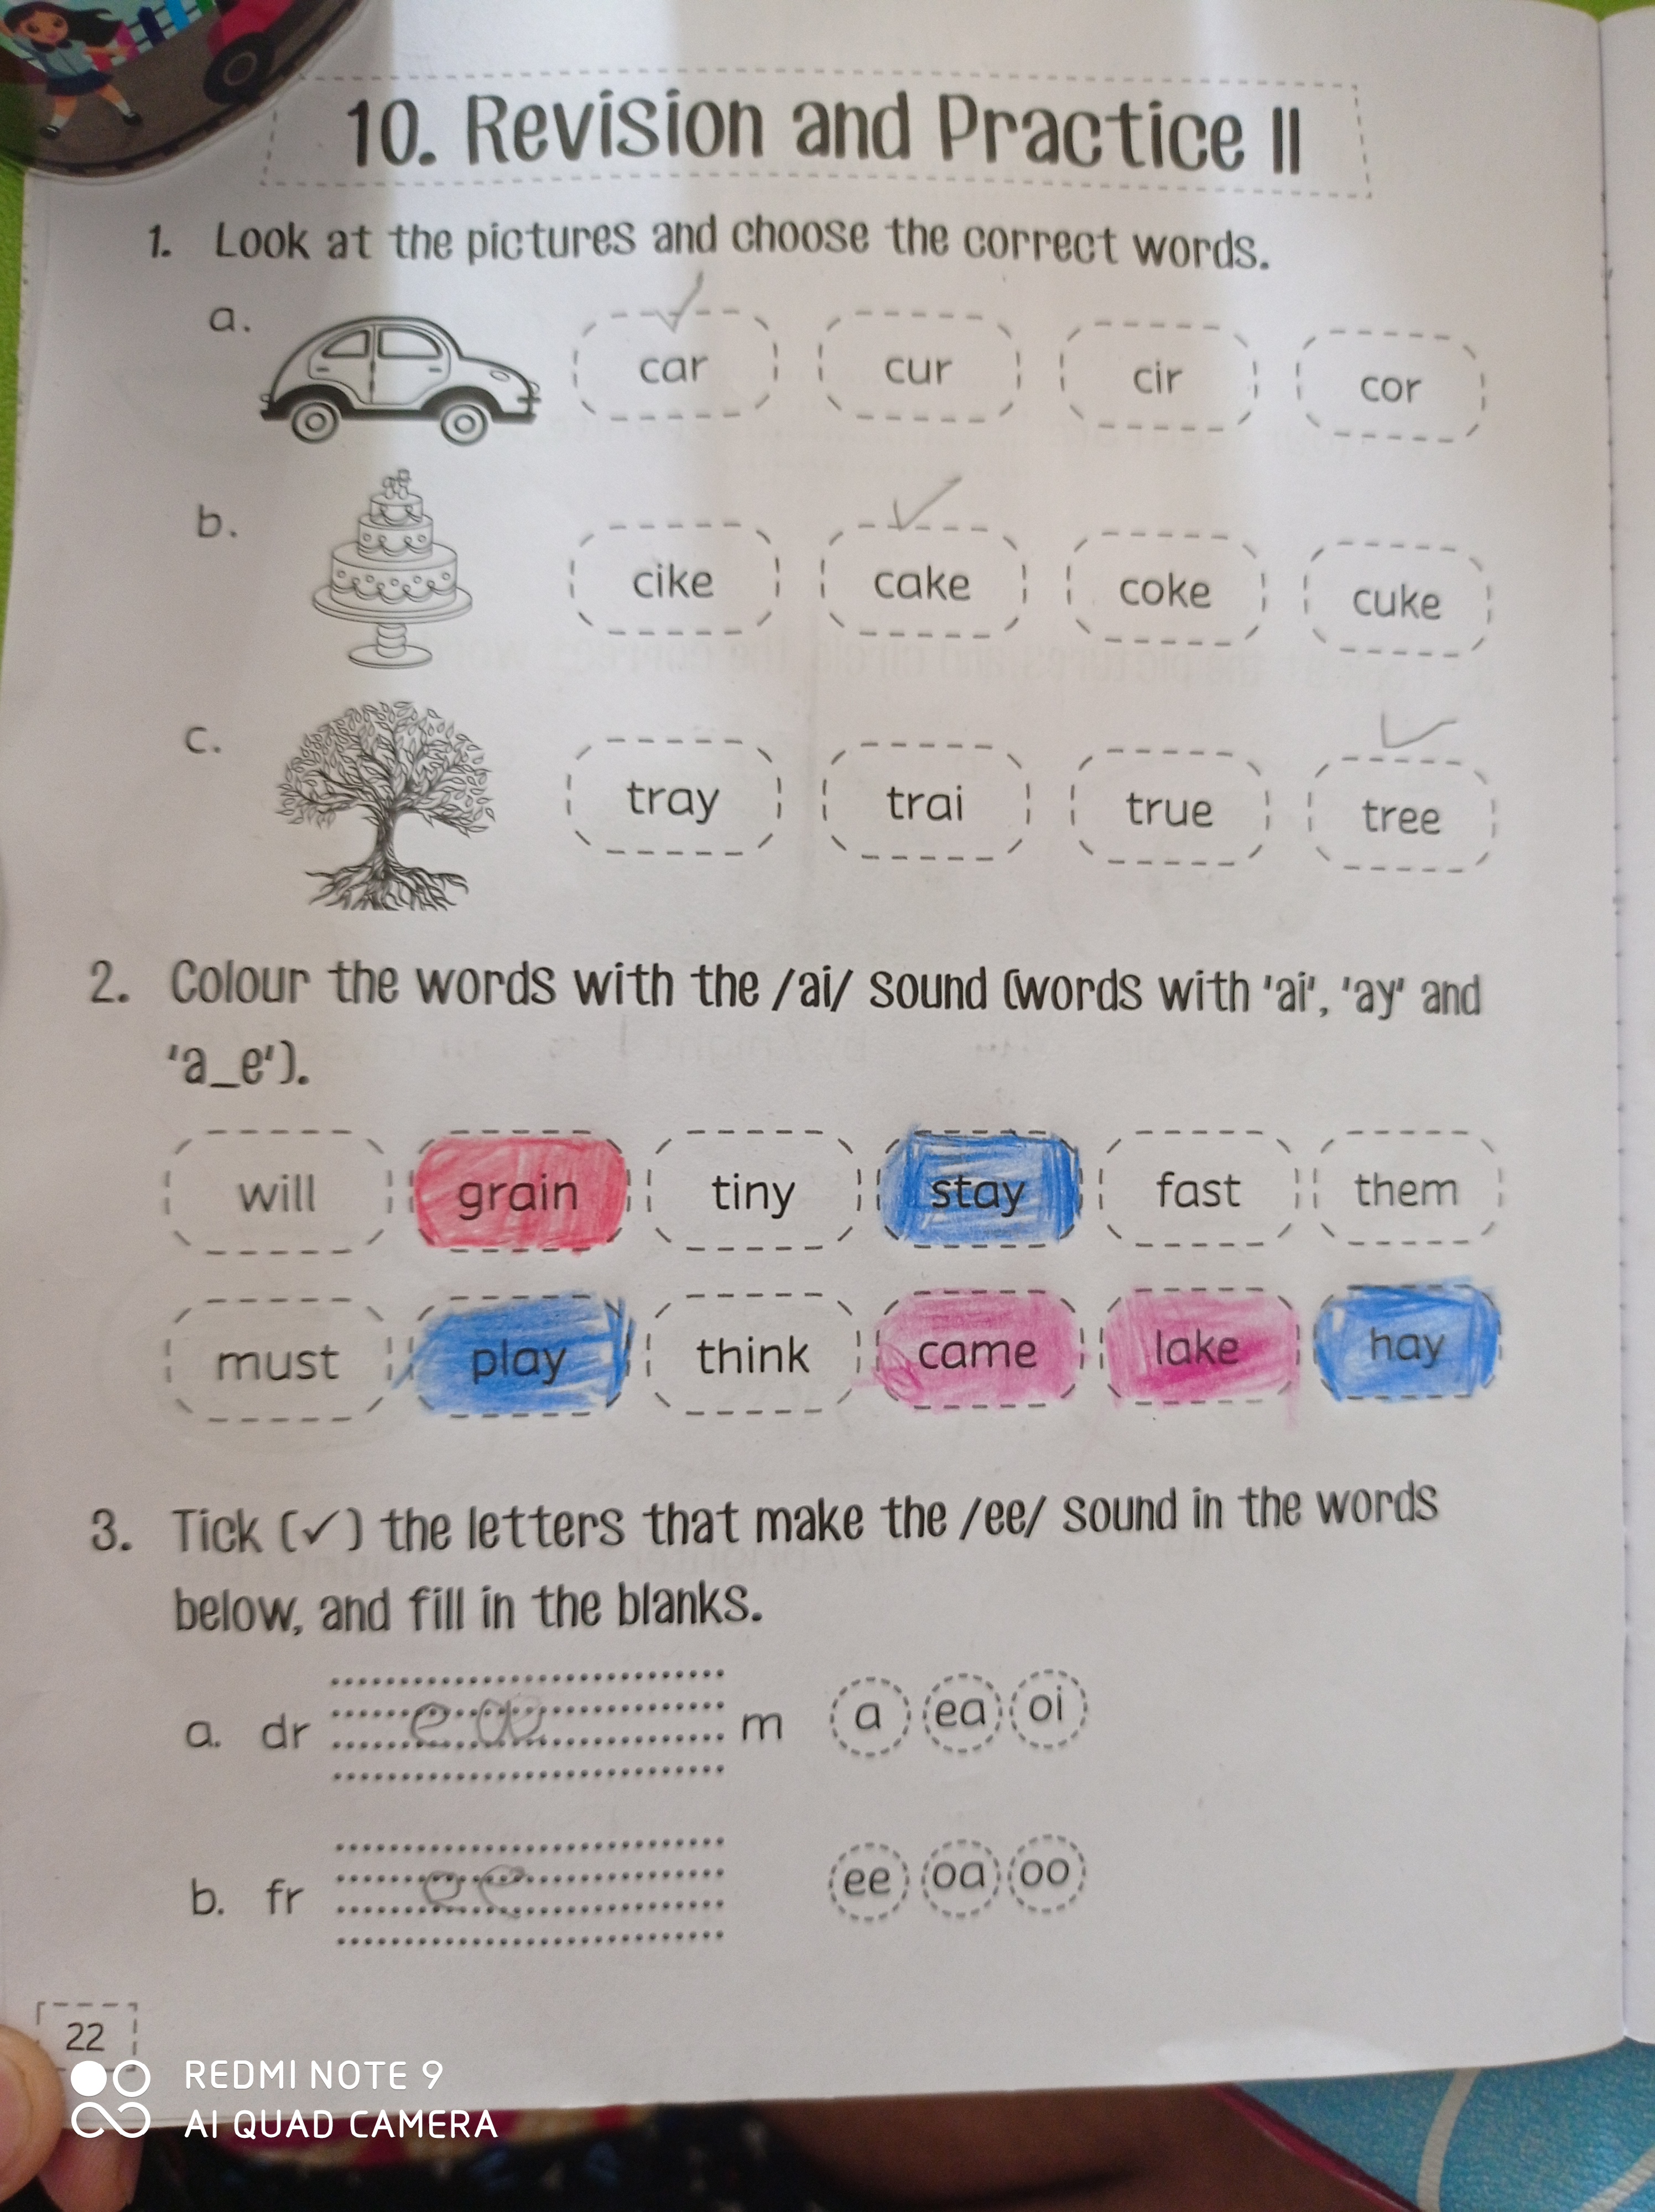 10. Revision and Practice II
1. Look at the pictures and choose the correct words.
a. car cur cir cor
b. cike cake coke cuke
c. tray trai true tree
2. Colour the words with the /ai/ sound (words with 'ai', 'ay' and
'a_e').
will grain tiny stay fast them
must play think came lake hay
3. Tick (✓) the letters that make the /ee/ sound in the words
below, and fill in the blanks.
a. dr ea m a ea oi
b. fr ee ee oa oo
22
REDMI NOTE 9
AI QUAD CAMERA